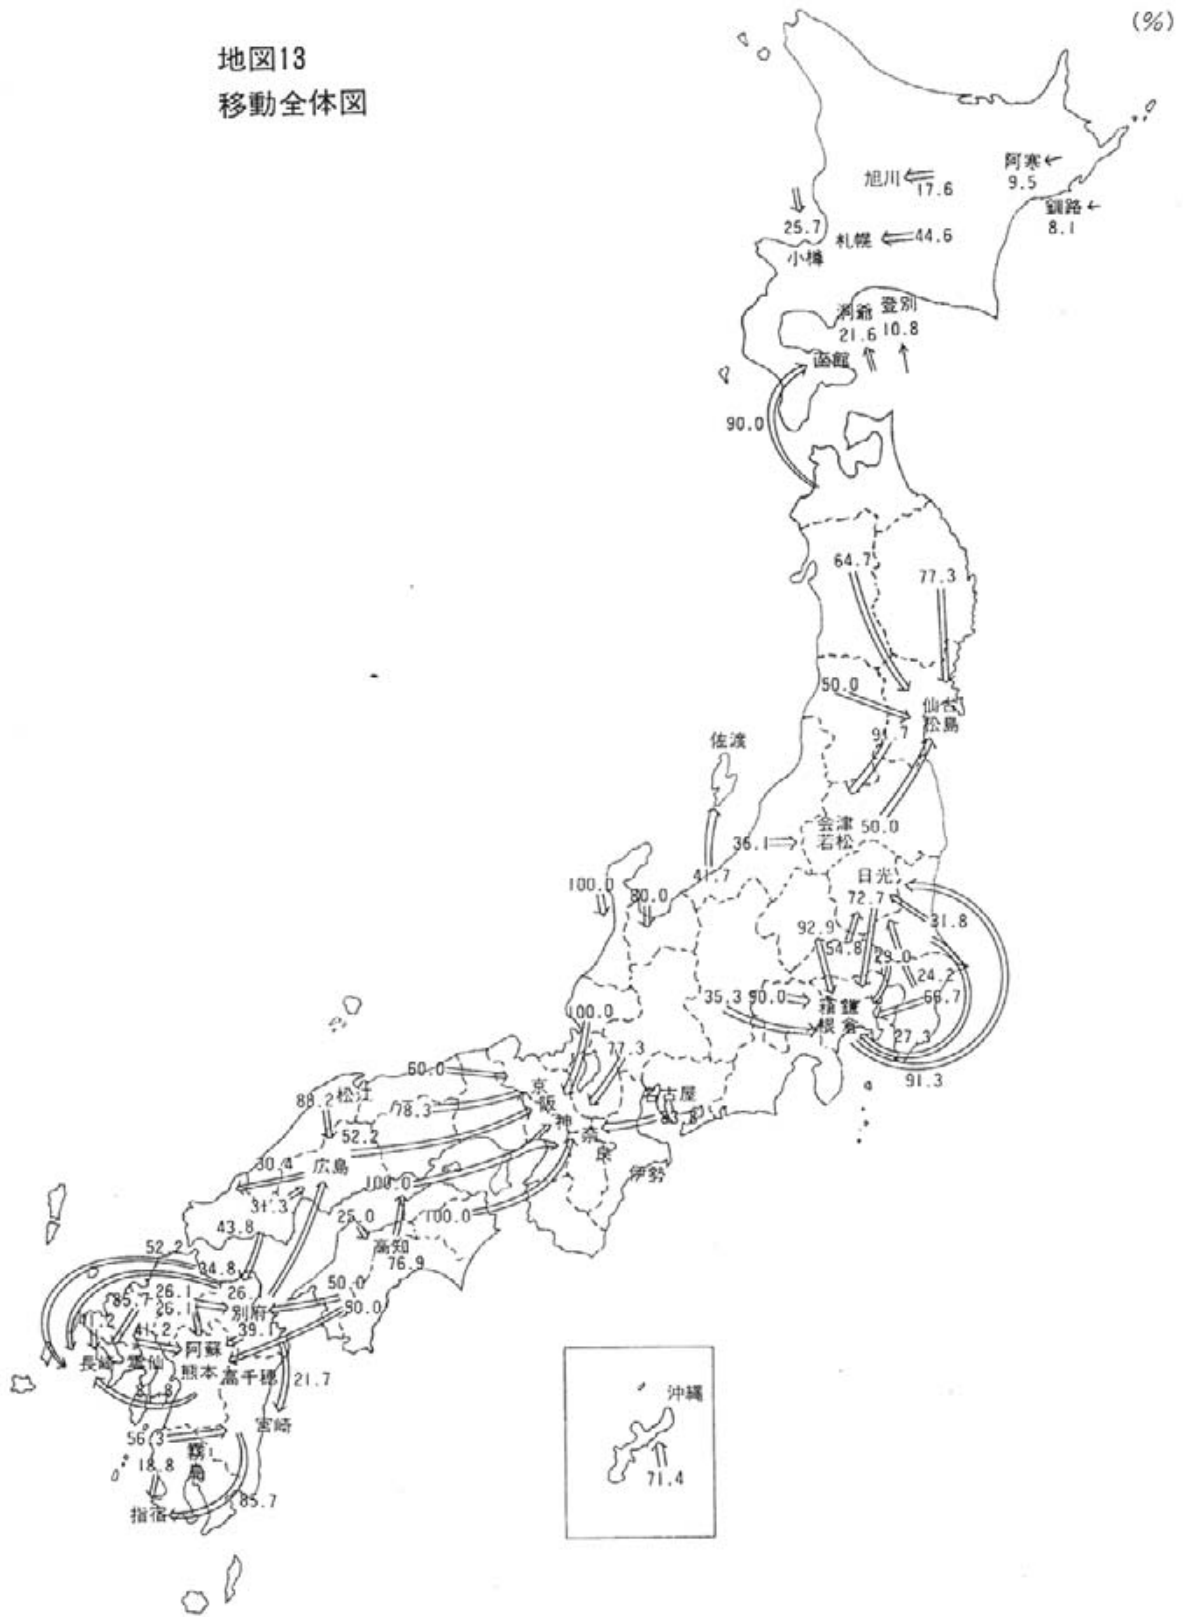 (%)
地図13
移動全体図
阿寒
9.5
旭川
17.6
釧路
8.1
25.7
小樽
札幌
44.6
洞爺
21.6
登別
10.8
函館
90.0
64.7
77.3
50.0
仙台
松島
佐渡
会津
若松
50.0
36.1
41.7
日光
72.7
100.0
80.0
31.8
92.9
54.8
29.0
24.2
66.7
35.3
90.0
箱根
鎌倉
27.3
91.3
100.0
77.3
60.0
京阪神
名古屋
83.8
奈良
伊勢
松江
88.2
78.3
52.2
30.4
広島
31.3
100.0
43.8
25.0
100.0
高知
76.9
52.2
34.8
50.0
80.0
85.7
26.1
26.1
別府
39.1
41.2
長崎
雲仙
阿蘇
熊本
高千穂
21.7
宮崎
56.3
霧島
18.8
85.7
指宿
沖縄
71.4